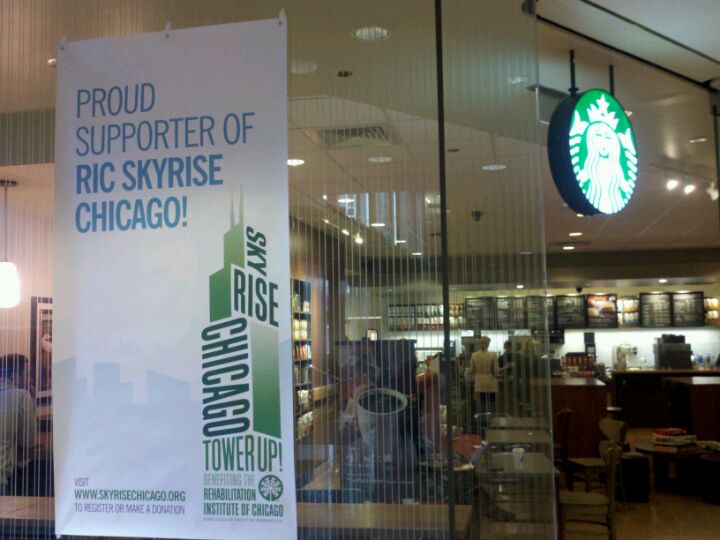 PROUD
SUPPORTER OF
RIC SKYRISE
CHICAGO!
SKY
RISE
CHICAGO
TOWER UP!
BENEFITING THE
REHABILITATION
INSTITUTE OF CHICAGO
VISIT
WWW.SKYRISECHICAGO.ORG
TO REGISTER OR MAKE A DONATION